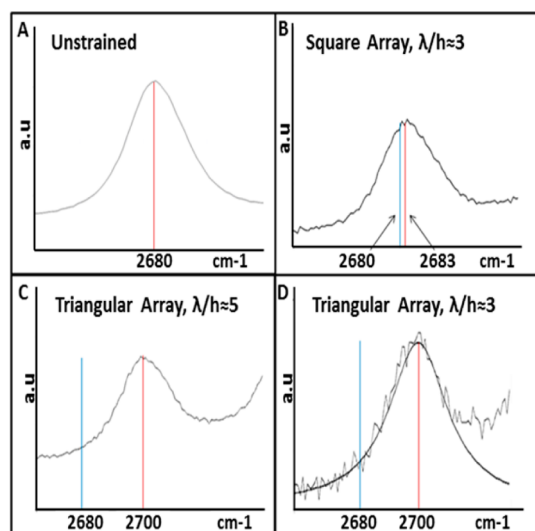 A
Unstrained
a.u
2680
cm-1
B
Square Array, λ/h≈3
a.u
2680
2683
cm-1
C
Triangular Array, λ/h≈5
a.u
2680
2700
cm-1
D
Triangular Array, λ/h≈3
a.u
2680
2700
cm-1